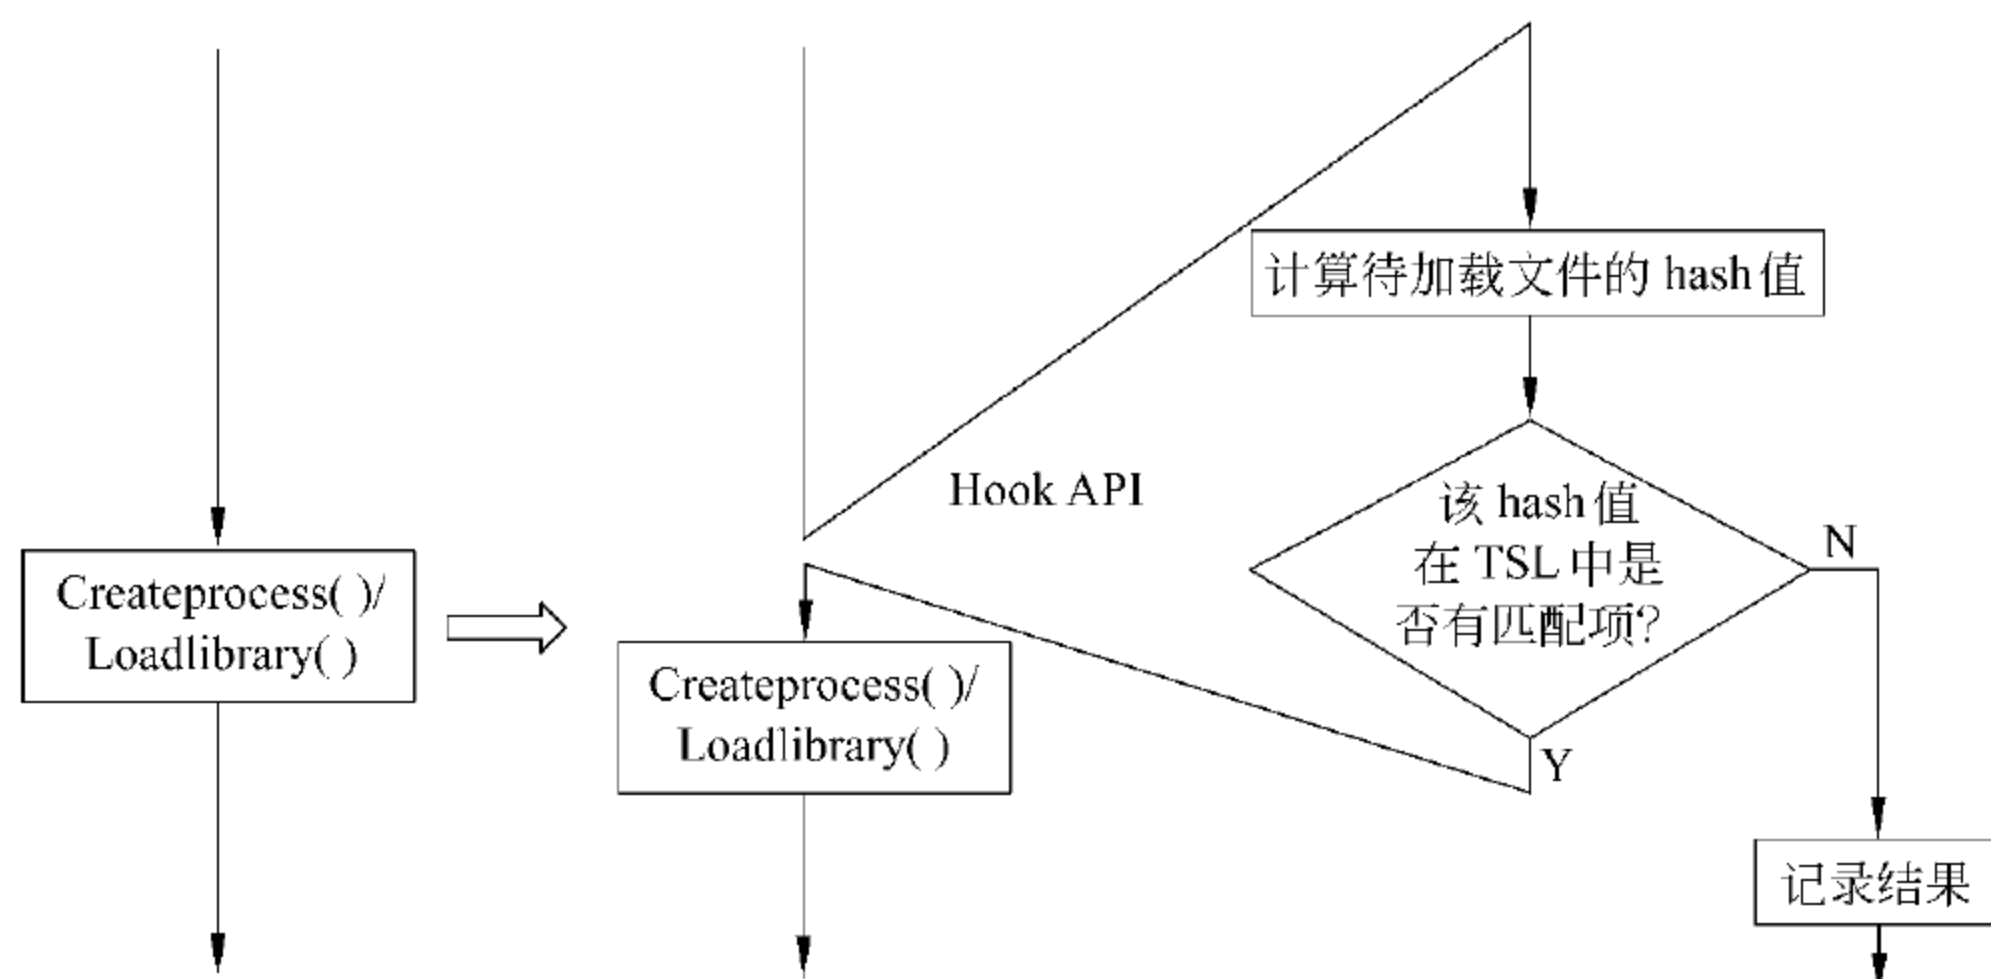 计算待加载文件的 hash 值
Hook API
该 hash 值
在 TSL 中是
否有匹配项?
N
Y
Createprocess( )/
Loadlibrary( )
Createprocess( )/
Loadlibrary( )
记录结果